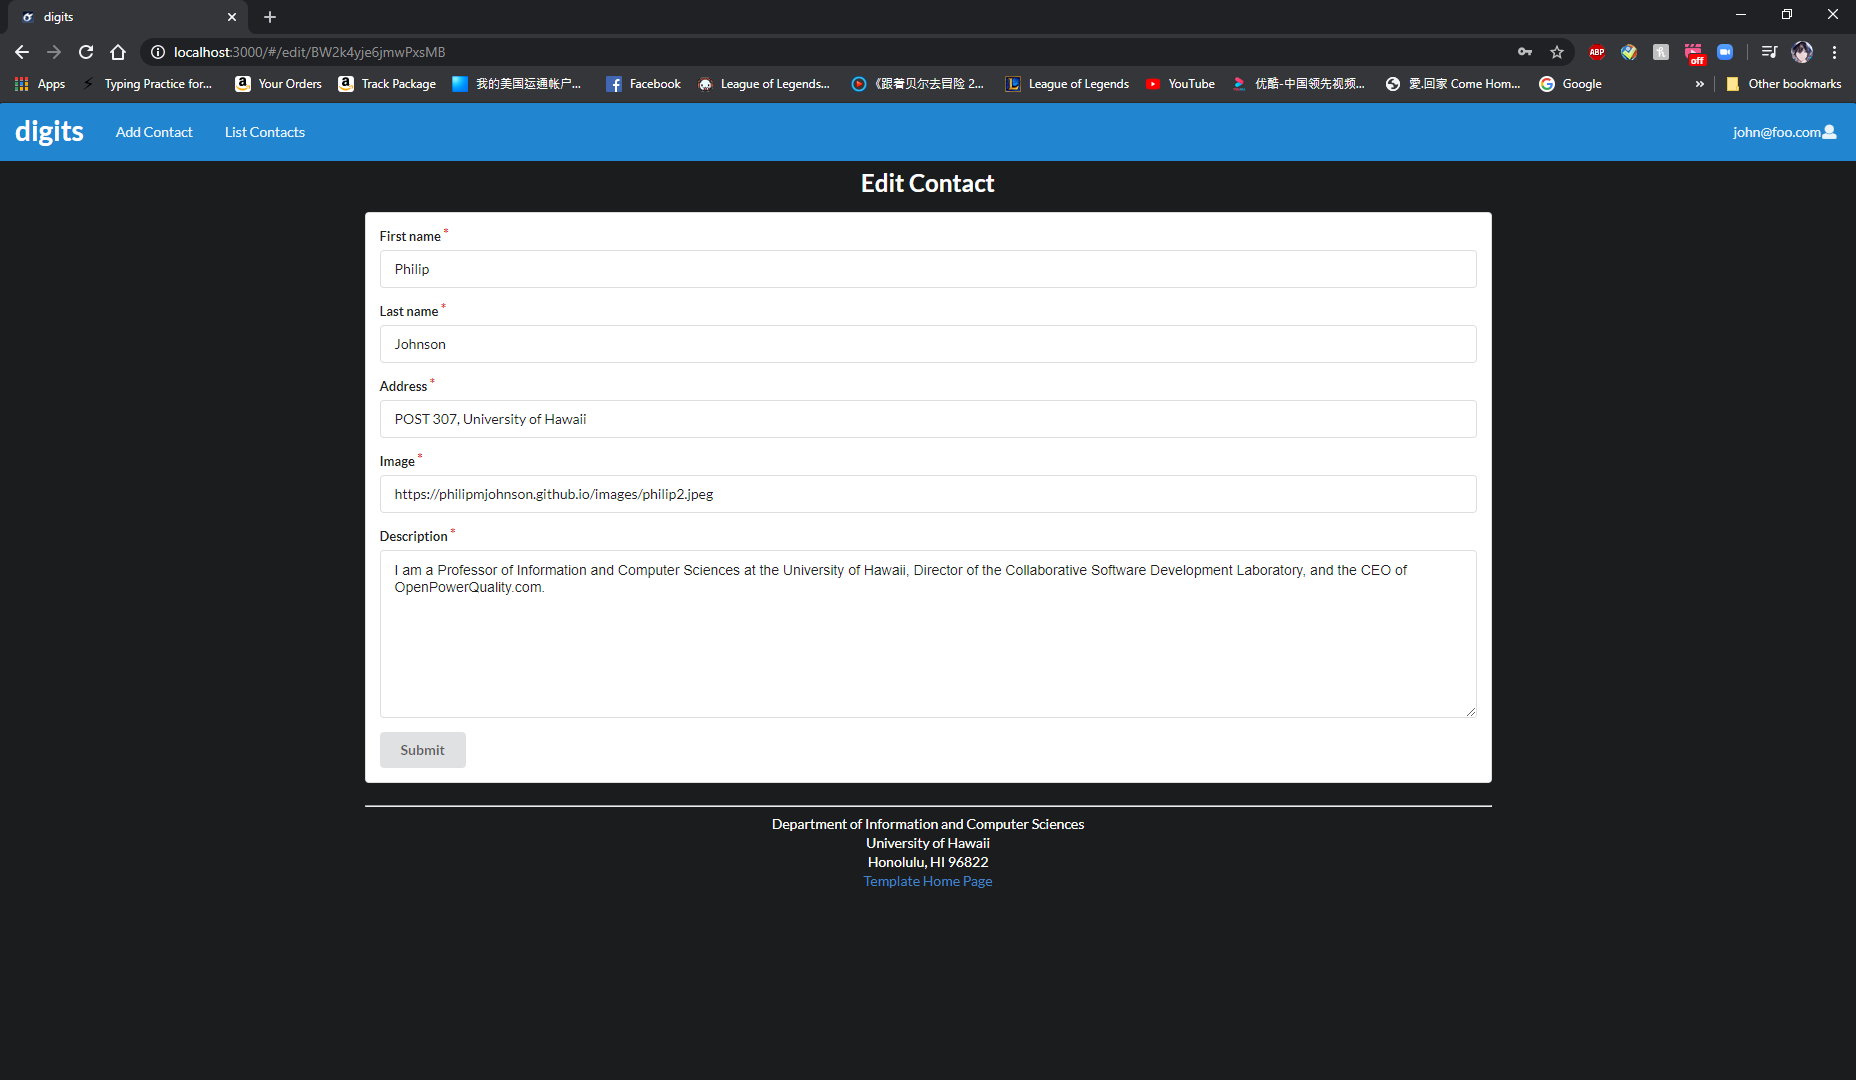 digits
localhost:3000/#/edit/BW2k4yje6jmwPxsMB
ABP
off
Apps
Typing Practice for...
Your Orders
Track Package
我的美国运通帐户...
Facebook
League of Legends...
《跟着贝尔去冒险 2...
League of Legends
YouTube
优酷-中国领先视频...
愛.回家 Come Hom...
Google
»
Other bookmarks
digits
Add Contact
List Contacts
john@foo.com
Edit Contact
First name *
Philip
Last name *
Johnson
Address *
POST 307, University of Hawaii
Image *
https://philipmjohnson.github.io/images/philip2.jpeg
Description *
I am a Professor of Information and Computer Sciences at the University of Hawaii, Director of the Collaborative Software Development Laboratory, and the CEO of
OpenPowerQuality.com.
Submit
Department of Information and Computer Sciences
University of Hawaii
Honolulu, HI 96822
Template Home Page